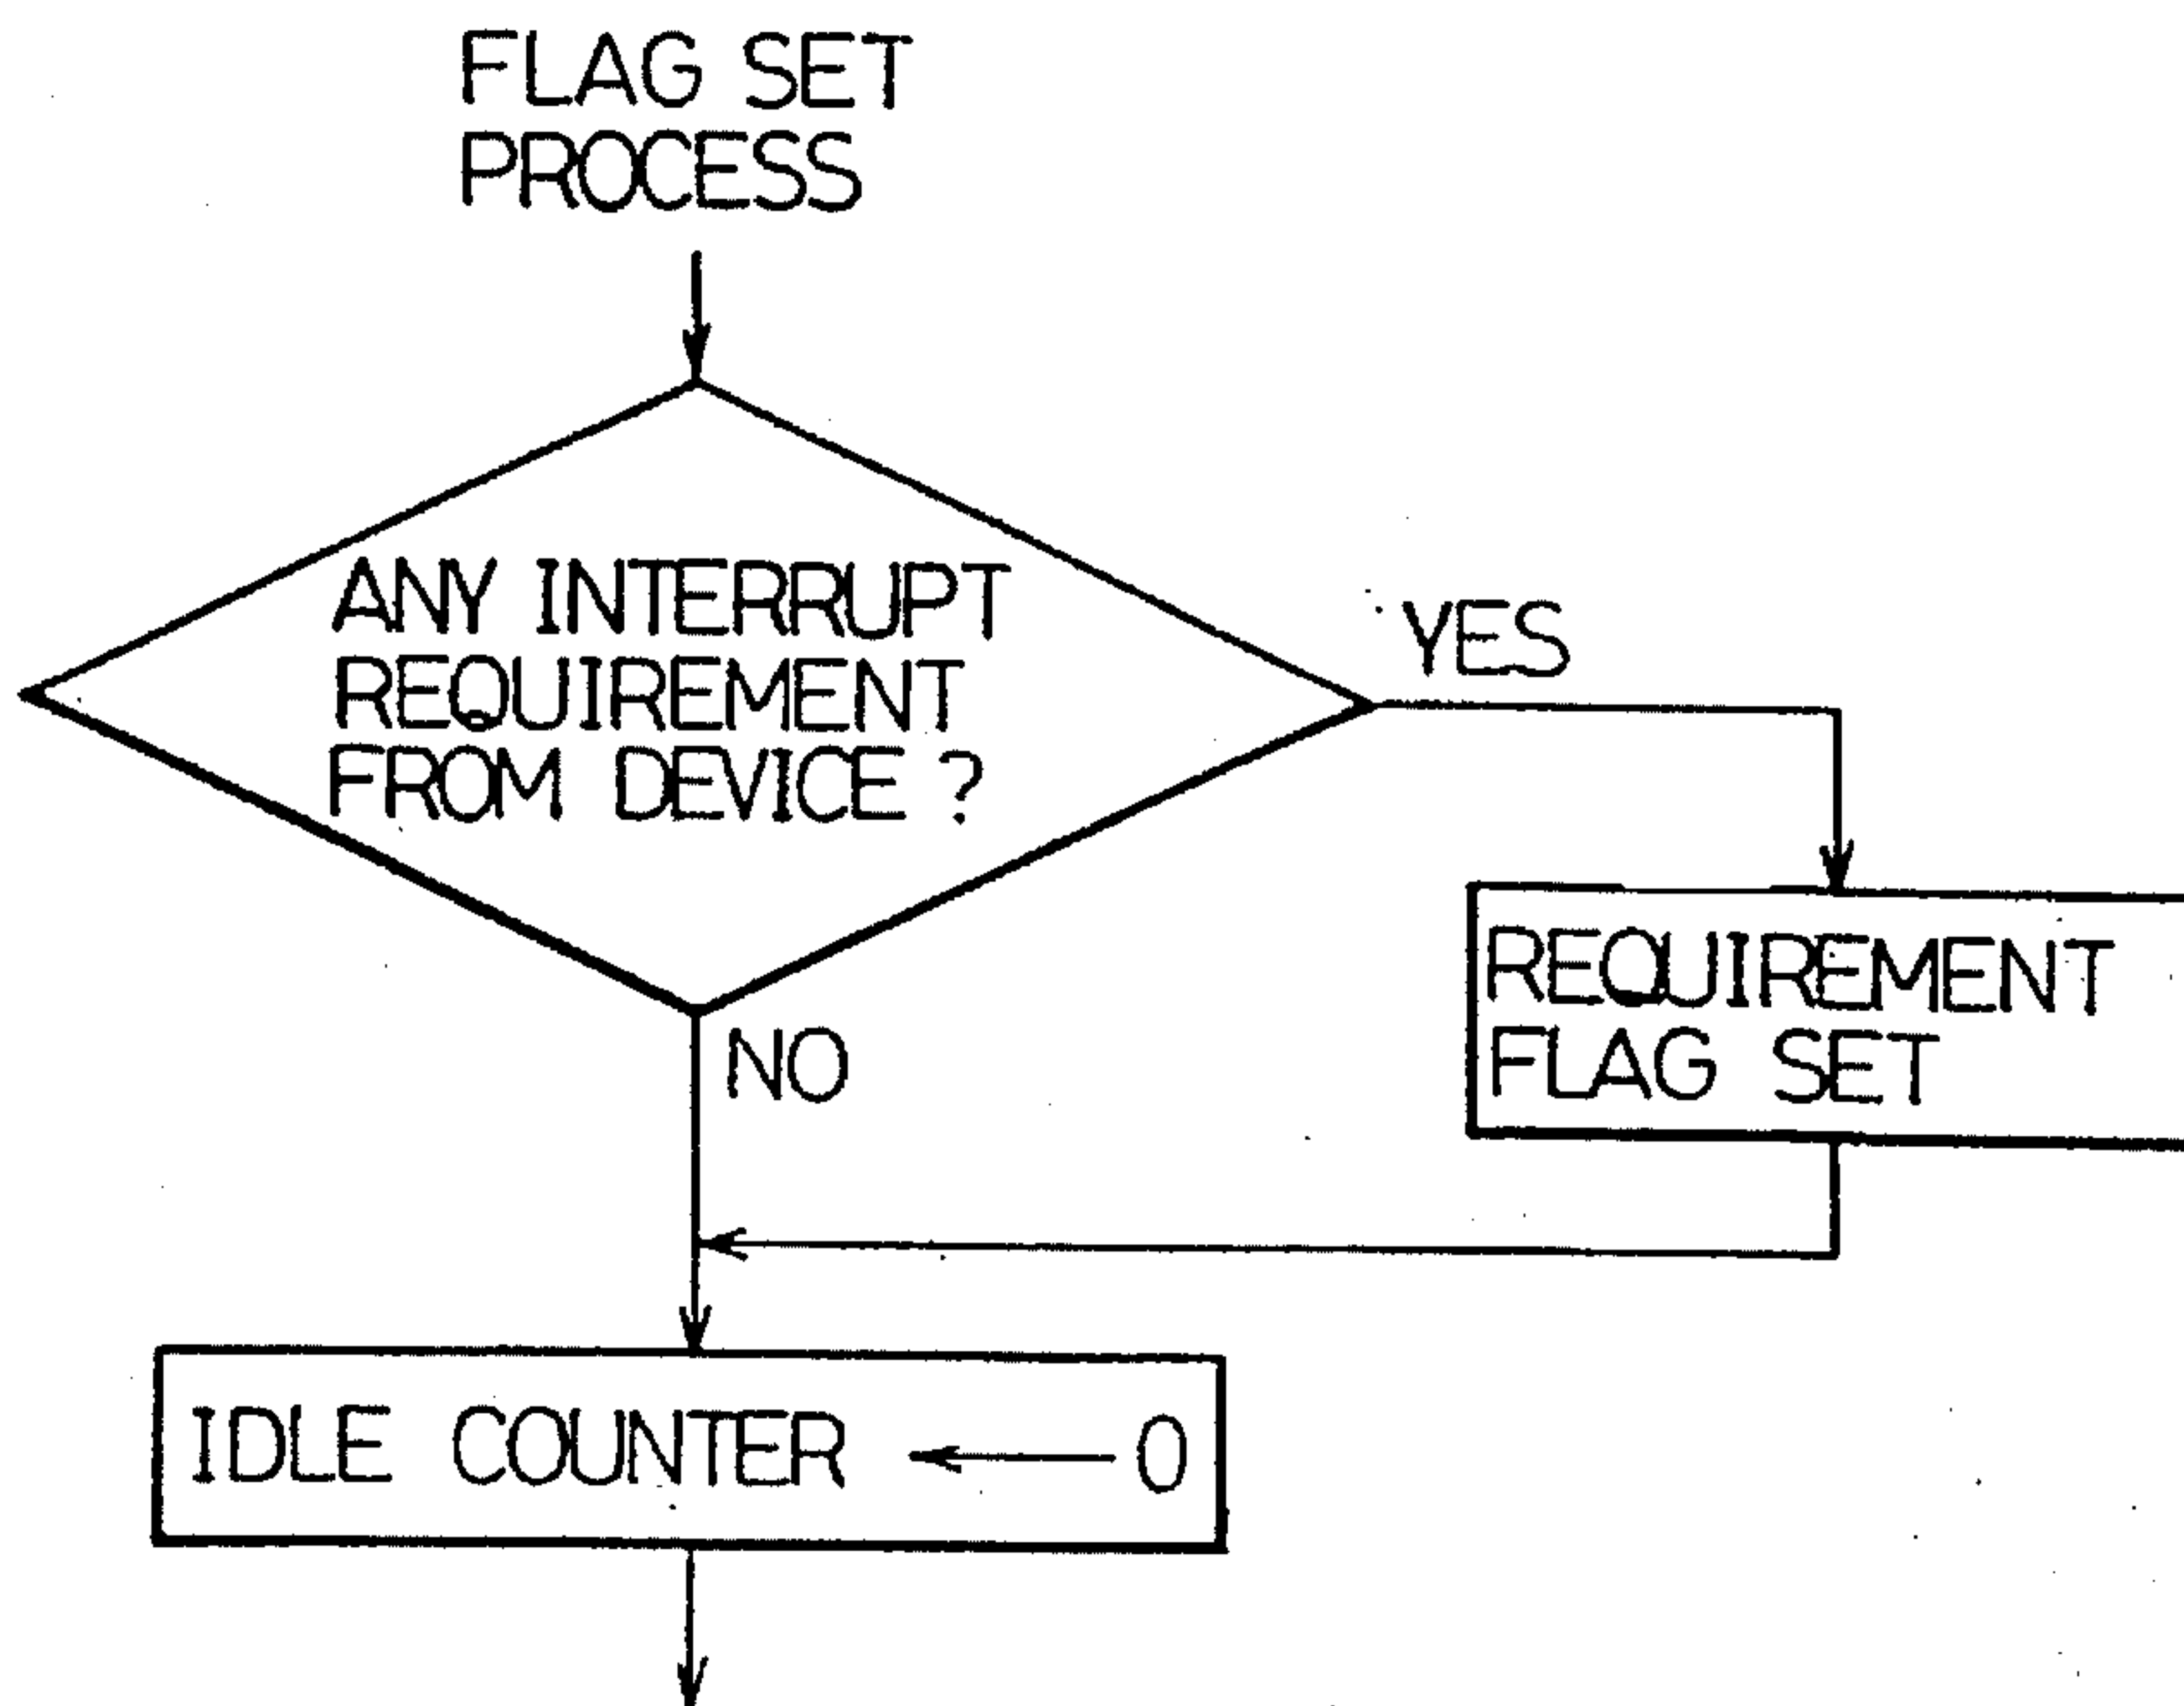 FLAG SET
PROCESS
ANY INTERRUPT
REQUIREMENT
FROM DEVICE ?
YES
REQUIREMENT
FLAG SET
NO
IDLE COUNTER ← 0